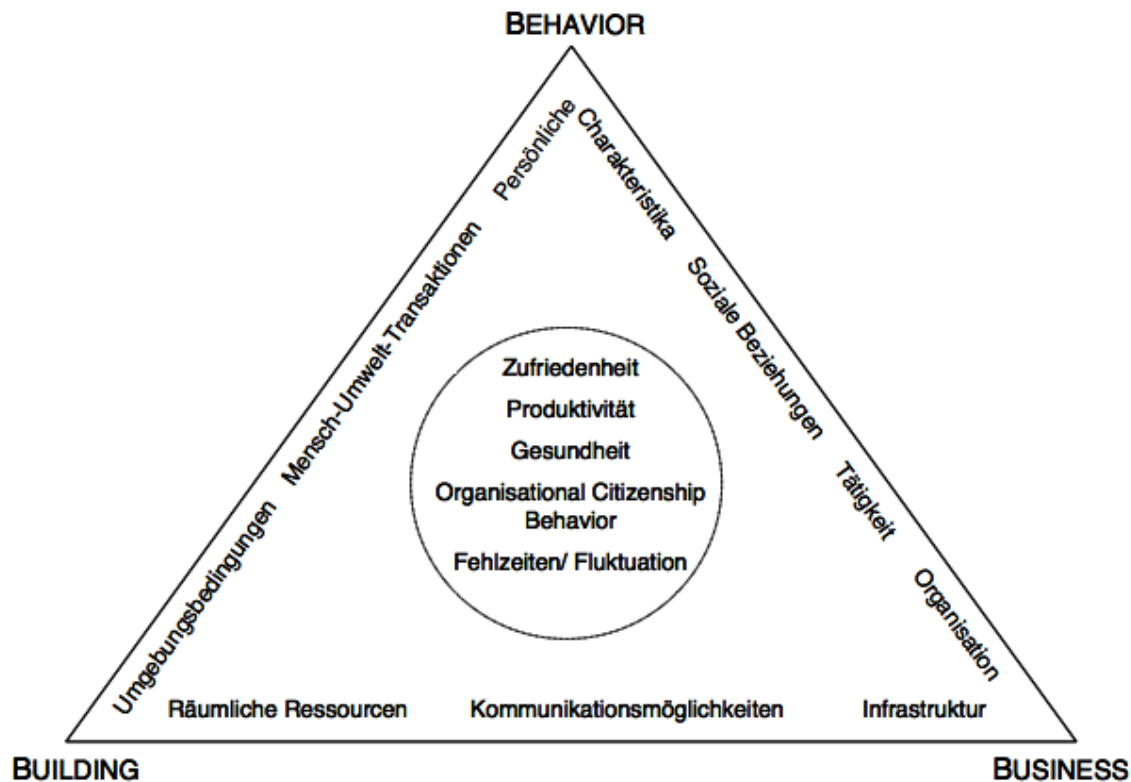 BEHAVIOR
Persönliche
Charakteristika
Mensch-Umwelt-Transaktionen
Soziale Beziehungen
Umgebungsbedingungen
Tätigkeit
Organisation
Zufriedenheit
Produktivität
Gesundheit
Organisational Citizenship
Behavior
Fehlzeiten/ Fluktuation
Räumliche Ressourcen
Kommunikationsmöglichkeiten
Infrastruktur
BUILDING
BUSINESS